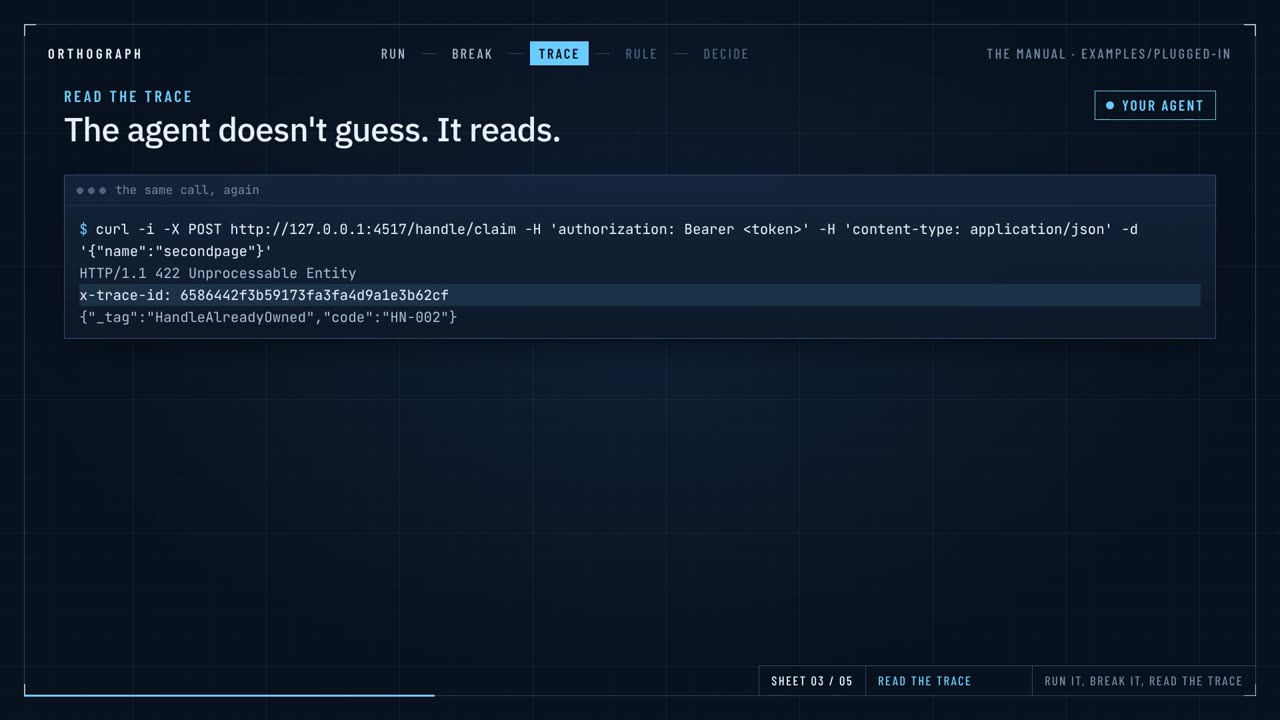 ORTHOGRAPH
RUN — BREAK — TRACE — RULE — DECIDE
THE MANUAL · EXAMPLES/PLUGGED-IN
READ THE TRACE
The agent doesn't guess. It reads.
YOUR AGENT
the same call, again
$ curl -i -X POST http://127.0.0.1:4517/handle/claim -H 'authorization: Bearer <token>' -H 'content-type: application/json' -d
'{"name":"secondpage"}'
HTTP/1.1 422 Unprocessable Entity
x-trace-id: 6586442f3b59173fa3fa4d9a1e3b62cf
{"_tag":"HandleAlreadyOwned","code":"HN-002"}
SHEET 03 / 05
READ THE TRACE
RUN IT, BREAK IT, READ THE TRACE